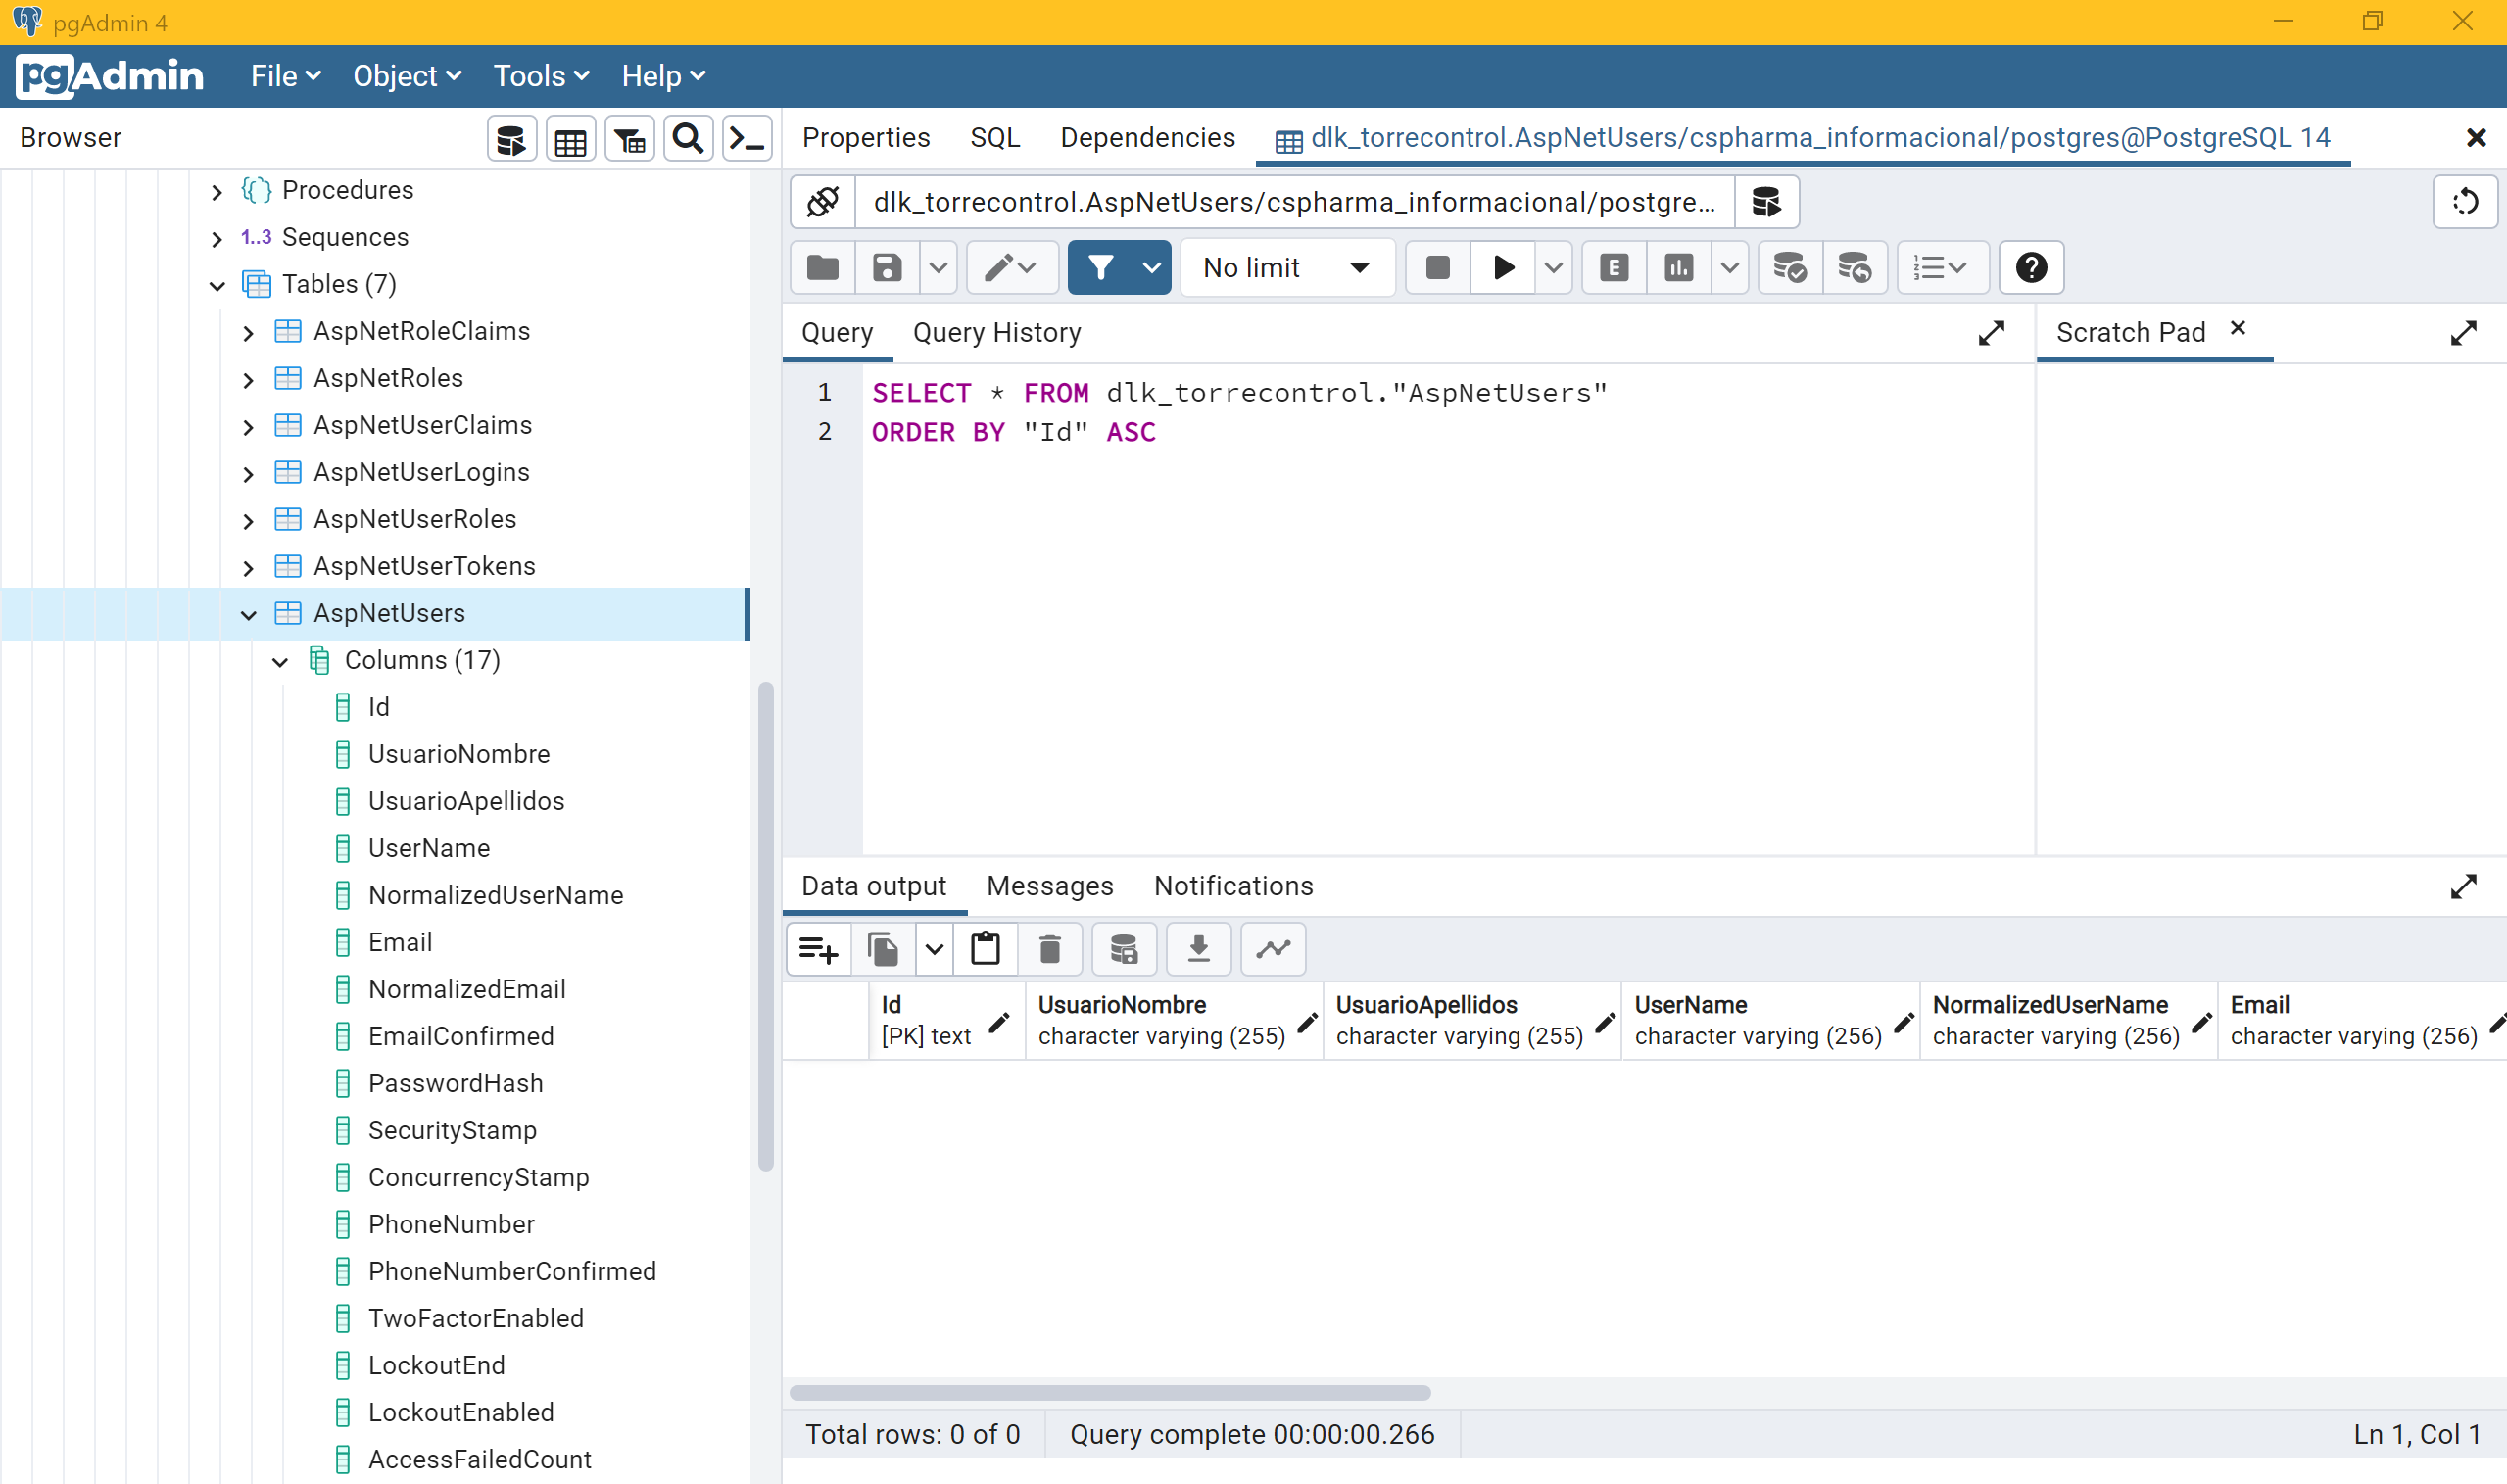 pgAdmin 4
pgAdmin File Object Tools Help
Browser
Properties SQL Dependencies dlk_torrecontrol.AspNetUsers/cspharma_informacional/postgres@PostgreSQL 14
Procedures
1..3 Sequences
Tables (7)
AspNetRoleClaims
AspNetRoles
AspNetUserClaims
AspNetUserLogins
AspNetUserRoles
AspNetUserTokens
AspNetUsers
Columns (17)
Id
UsuarioNombre
UsuarioApellidos
UserName
NormalizedUserName
Email
NormalizedEmail
EmailConfirmed
PasswordHash
SecurityStamp
ConcurrencyStamp
PhoneNumber
PhoneNumberConfirmed
TwoFactorEnabled
LockoutEnd
LockoutEnabled
AccessFailedCount
dlk_torrecontrol.AspNetUsers/cspharma_informacional/postgre...
No limit E
Query Query History
Scratch Pad
1 SELECT * FROM dlk_torrecontrol."AspNetUsers"
2 ORDER BY "Id" ASC
Data output Messages Notifications
Id UsuarioNombre UsuarioApellidos UserName NormalizedUserName Email
[PK] text character varying (255) character varying (255) character varying (256) character varying (256) character varying (256)
Total rows: 0 of 0 Query complete 00:00:00.266 Ln 1, Col 1